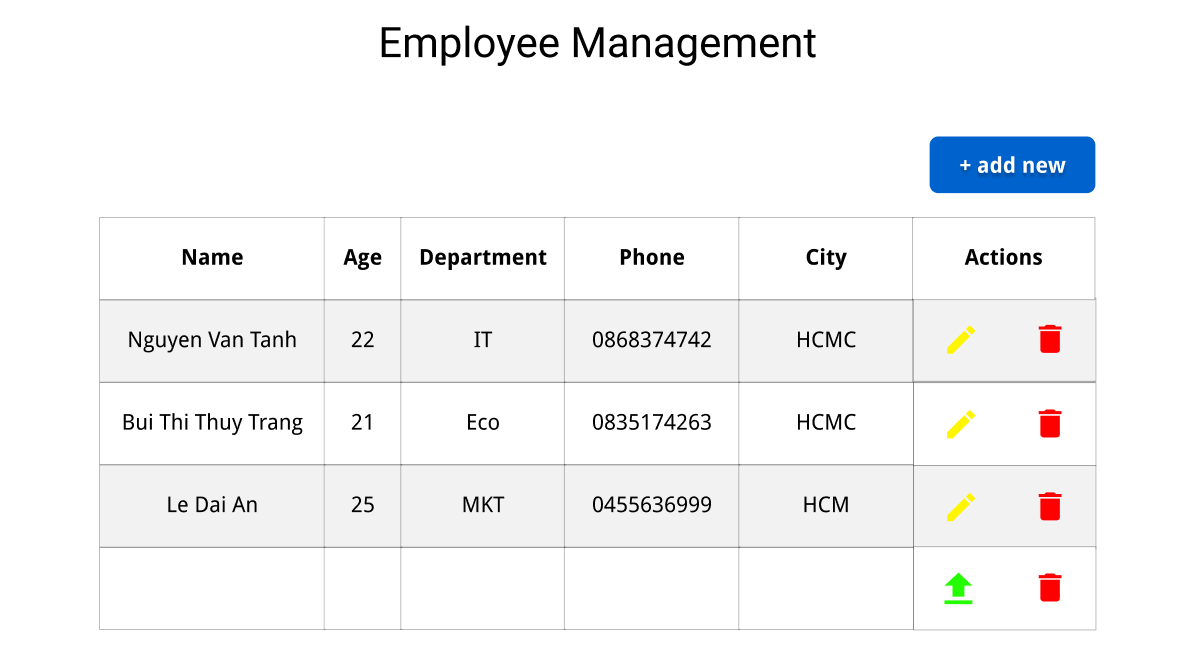 Employee Management
+ add new
Name Age Department Phone City Actions
Nguyen Van Tanh 22 IT 0868374742 HCMC
Bui Thi Thuy Trang 21 Eco 0835174263 HCMC
Le Dai An 25 MKT 0455636999 HCM